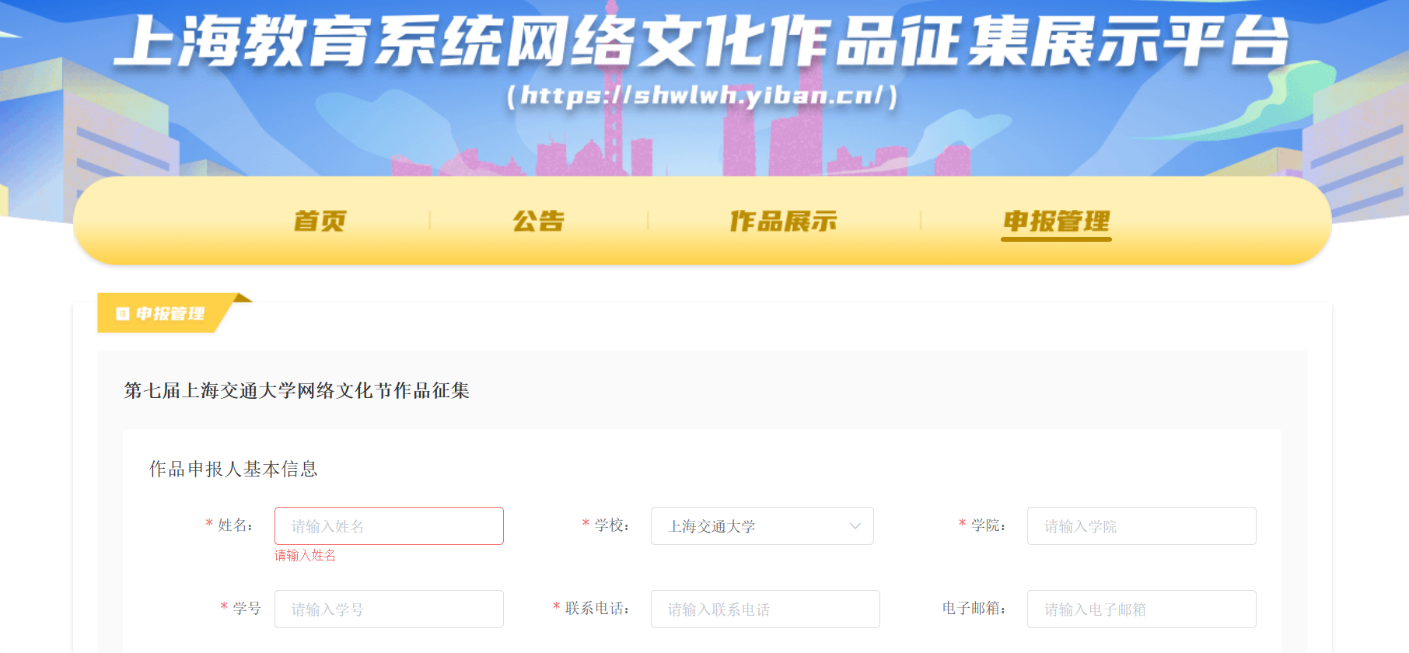 上海教育系统网络文化作品征集展示平台
(https://shwlwh.yiban.cn/)
首页 公告 作品展示 申报管理
申报管理
第七届上海交通大学网络文化节作品征集
作品申报人基本信息
* 姓名： 请输入姓名 * 学校： 上海交通大学 * 学院： 请输入学院
请输入姓名
* 学号 请输入学号 * 联系电话： 请输入联系电话 电子邮箱： 请输入电子邮箱